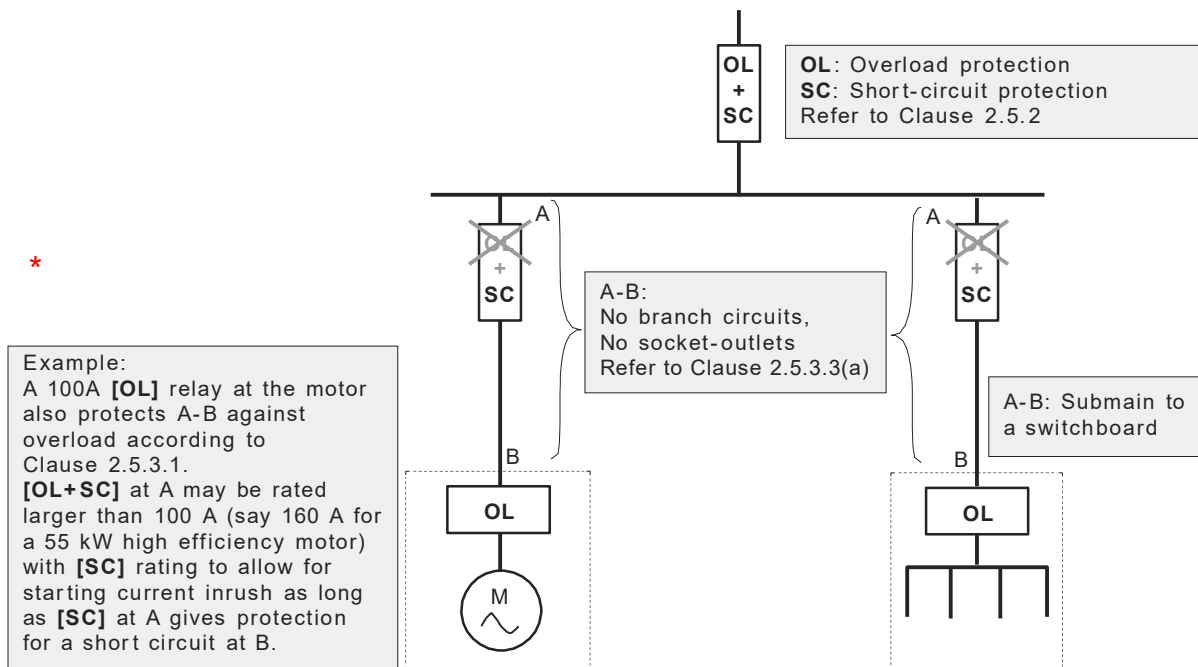 OL
+
SC
OL: Overload protection
SC: Short-circuit protection
Refer to Clause 2.5.2
A
OL
+
SC
A
OL
+
SC
*
A-B:
No branch circuits,
No socket-outlets
Refer to Clause 2.5.3.3(a)
Example:
A 100A [OL] relay at the motor
also protects A-B against
overload according to
Clause 2.5.3.1.
[OL+SC] at A may be rated
larger than 100 A (say 160 A for
a 55 kW high efficiency motor)
with [SC] rating to allow for
starting current inrush as long
as [SC] at A gives protection
for a short circuit at B.
A-B: Submain to
a switchboard
B
OL
M
B
OL